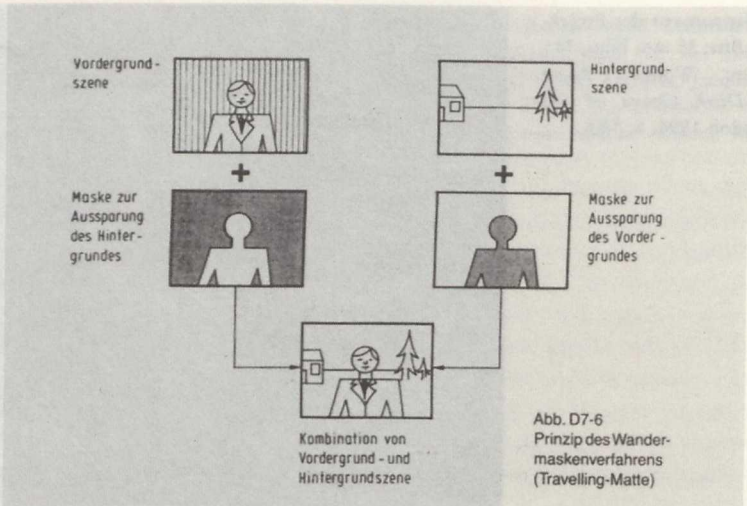 Vordergrund-
szene
Hintergrund-
szene
Maske zur
Aussparung
des Hinter-
grundes
Maske zur
Aussparung
des Vorder-
grundes
Kombination von
Vordergrund- und
Hintergrundszene
Abb. D7-6
Prinzip des Wander-
maskenverfahrens
(Travelling-Matte)